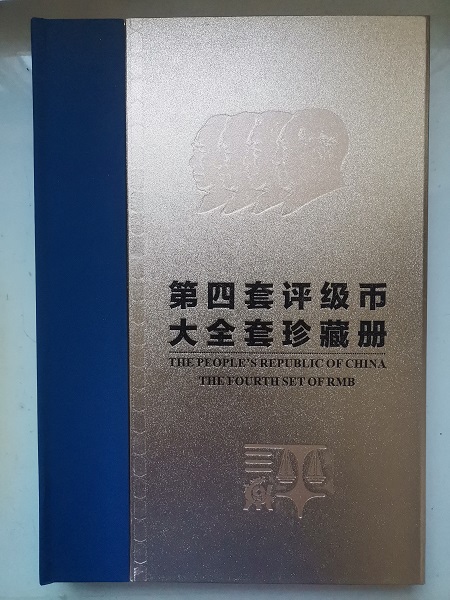 第四套评级币
大全套珍藏册
THE PEOPLE'S REPUBLIC OF CHINA
THE FOURTH SET OF RMB